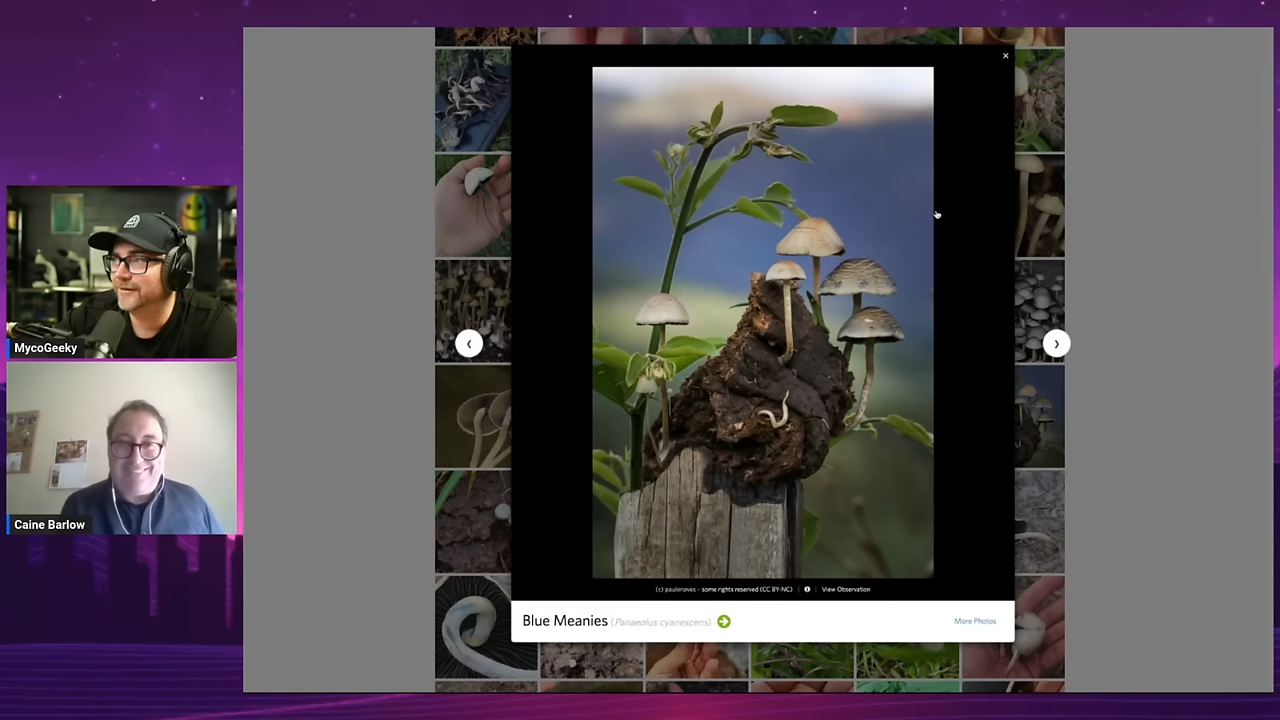 MycoGeeky
Caine Barlow
(c) paulonaves - some rights reserved (CC BY-NC) | View Observation
Blue Meanies (Panaeolus cyanescens)
More Photos